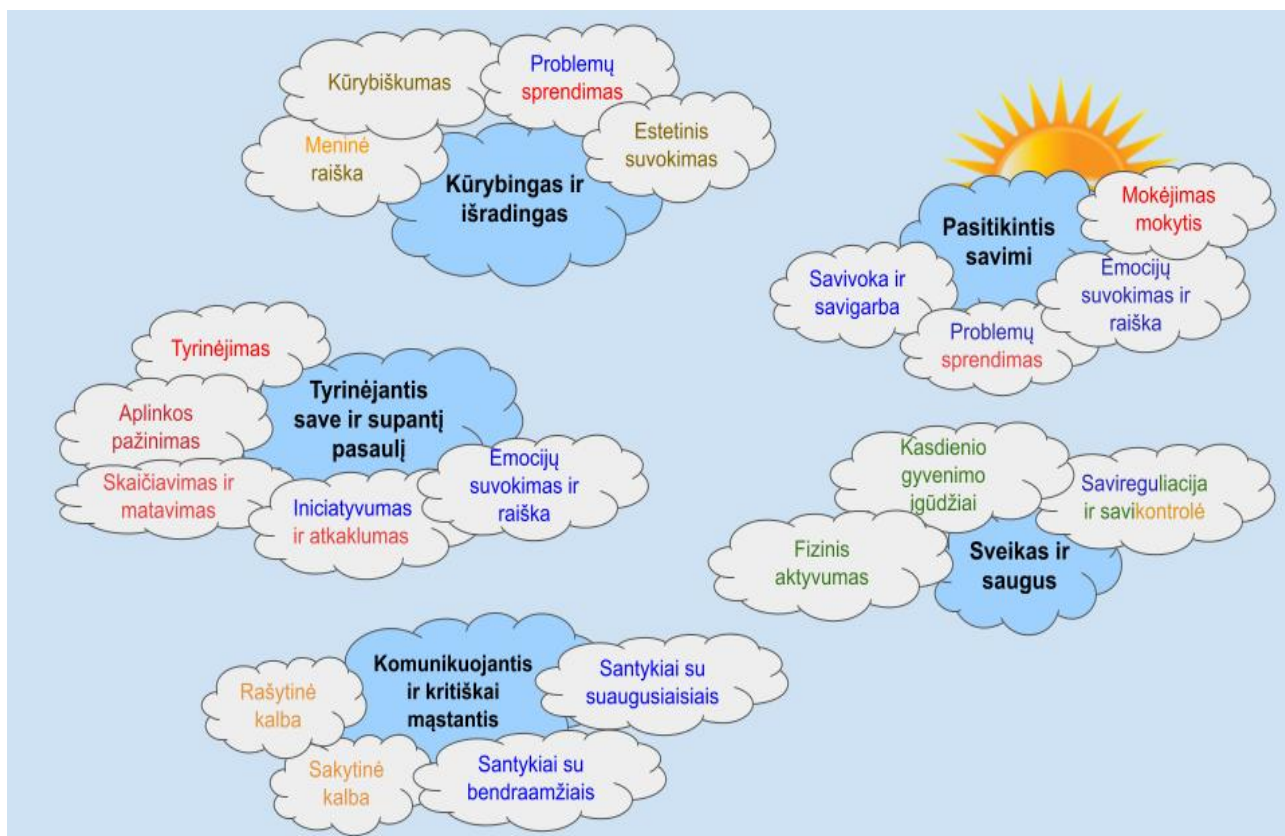 Kūrybiškumas
Problemų
sprendimas
Meninė
raiška
Estetinis
suvokimas
Kūrybingas ir
išradingas
Pasitikintis
savimi
Mokėjimas
mokytis
Savivoka ir
savigarba
Emocijų
suvokimas ir
raiška
Problemų
sprendimas
Tyrinėjimas
Tyrinėjantis
save ir supantį
pasaulį
Aplinkos
pažinimas
Skaičiavimas ir
matavimas
Iniciatyvumas
ir atkaklumas
Emocijų
suvokimas ir
raiška
Kasdienio
gyvenimo
įgūdžiai
Savireguliacija
ir savikontrolė
Fizinis
aktyvumas
Sveikas ir
saugus
Komunikuojantis
ir kritiškai
mąstantis
Rašytinė
kalba
Sakytinė
kalba
Santykiai su
suaugusiaisiais
Santykiai su
bendraamžiais